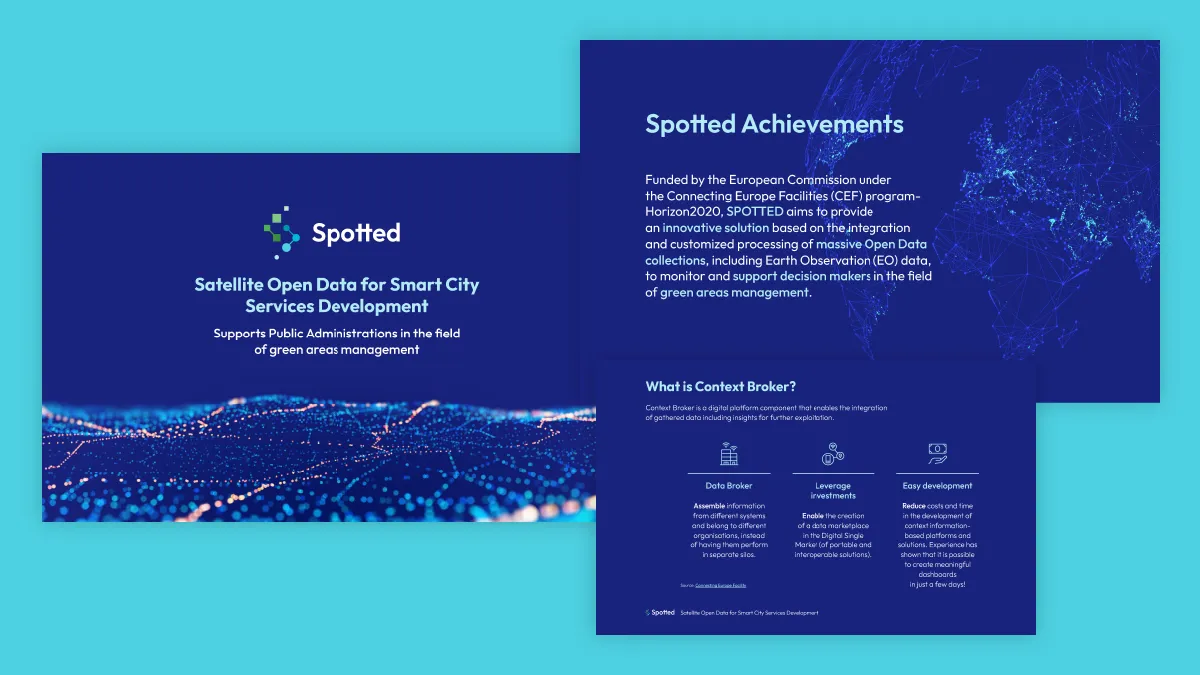 Spotted
Satellite Open Data for Smart City
Services Development
Supports Public Administrations in the field
of green areas management
Spotted Achievements
Funded by the European Commission under
the Connecting Europe Facilities (CEF) program-
Horizon2020, SPOTTED aims to provide
an innovative solution based on the integration
and customized processing of massive Open Data
collections, including Earth Observation (EO) data,
to monitor and support decision makers in the field
of green areas management.
What is Context Broker?
Context Broker is a digital platform component that enables the integration
of gathered data including insights for further exploitation.
Data Broker
Assemble information
from different systems
and belong to different
organisations, instead
of having them perform
in separate silos.
Leverage
investments
Enable the creation
of a data marketplace
in the Digital Single
Market (of portable and
interoperable solutions).
Easy development
Reduce costs and time
in the development of
context information-
based platforms and
solutions. Experience has
shown that it is possible
to create meaningful
dashboards
in just a few days!
Source: Connecting Europe Facility
Spotted Satellite Open Data for Smart City Services Development